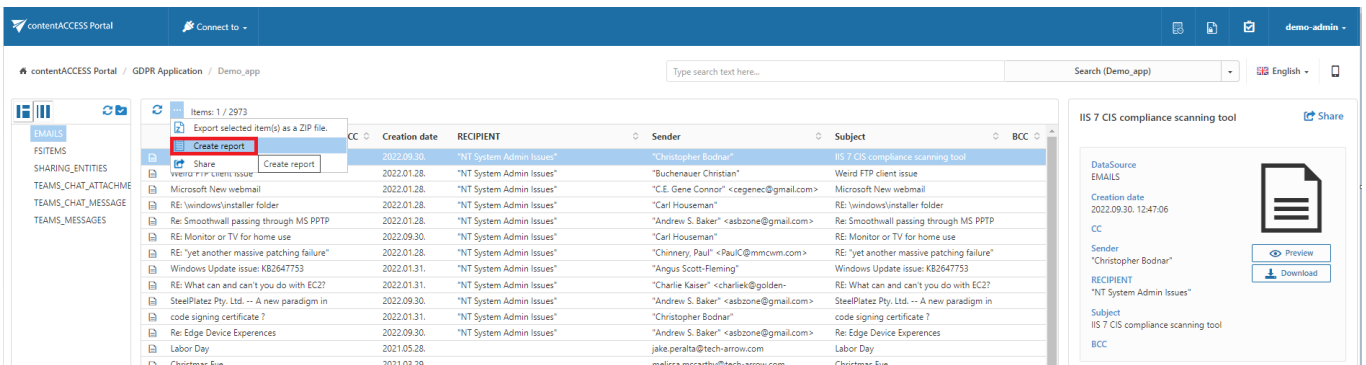 contentACCESS Portal
Connect to
demo-admin
contentACCESS Portal / GDPR Application / Demo_app
Type search text here...
Search (Demo_app)
English
EMAILS
FSITEMS
SHARING_ENTITIES
TEAMS_CHAT_ATTACHME
TEAMS_CHAT_MESSAGE
TEAMS_MESSAGES
Items: 1 / 2973
Export selected item(s) as a ZIP file.
Create report
Share
Create report
CC Creation date RECIPIENT Sender Subject BCC
2022.09.30. "NT System Admin Issues" "Christopher Bodnar" IIS 7 CIS compliance scanning tool
Weird FTP client issue 2022.01.28. "NT System Admin Issues" "Buchenauer Christian" Weird FTP client issue
Microsoft New webmail 2022.01.28. "NT System Admin Issues" "C.E. Gene Connor" <cegenec@gmail.com> Microsoft New webmail
RE: \windows\installer folder 2022.01.28. "NT System Admin Issues" "Carl Houseman" RE: \windows\installer folder
Re: Smoothwall passing through MS PPTP 2022.01.28. "NT System Admin Issues" "Andrew S. Baker" <asbzone@gmail.com> Re: Smoothwall passing through MS PPTP
RE: Monitor or TV for home use 2022.09.30. "NT System Admin Issues" "Carl Houseman" RE: Monitor or TV for home use
RE: "yet another massive patching failure" 2022.01.28. "NT System Admin Issues" "Chinnery, Paul" <PaulC@mmcwm.com> RE: "yet another massive patching failure"
Windows Update issue: KB2647753 2022.01.31. "NT System Admin Issues" "Angus Scott-Fleming" Windows Update issue: KB2647753
RE: What can and can't you do with EC2? 2022.01.31. "NT System Admin Issues" "Charlie Kaiser" <charliek@golden- RE: What can and can't you do with EC2?
SteelPlatez Pty. Ltd. -- A new paradigm in 2022.09.30. "NT System Admin Issues" "Andrew S. Baker" <asbzone@gmail.com> SteelPlatez Pty. Ltd. -- A new paradigm in
code signing certificate ? 2022.01.31. "NT System Admin Issues" "Christopher Bodnar" code signing certificate ?
Re: Edge Device Experences 2022.09.30. "NT System Admin Issues" "Andrew S. Baker" <asbzone@gmail.com> Re: Edge Device Experences
Labor Day 2021.05.28. jake.peralta@tech-arrow.com Labor Day
Christmas Eve 2021.03.29. melissa.mccarthy@tech-arrow.com Christmas Eve
IIS 7 CIS compliance scanning tool
Share
DataSource
EMAILS
Creation date
2022.09.30. 12:47:06
CC
Sender
"Christopher Bodnar"
RECIPIENT
"NT System Admin Issues"
Subject
IIS 7 CIS compliance scanning tool
BCC
Preview
Download